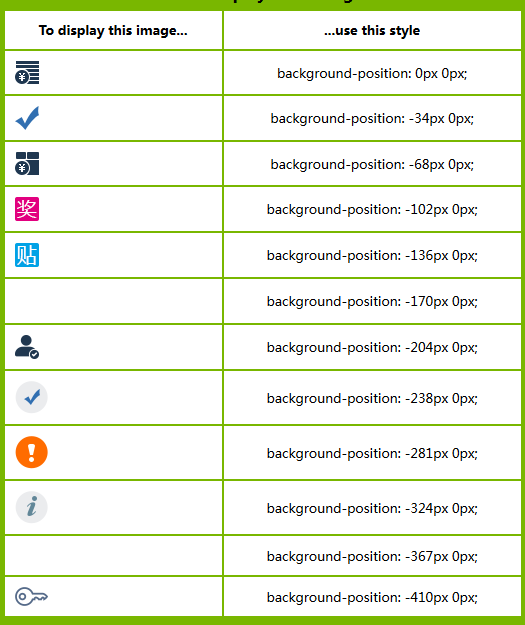 To display this image... ...use this style
¥ background-position: 0px 0px;
background-position: -34px 0px;
¥ background-position: -68px 0px;
奖 background-position: -102px 0px;
贴 background-position: -136px 0px;
background-position: -170px 0px;
background-position: -204px 0px;
background-position: -238px 0px;
! background-position: -281px 0px;
i background-position: -324px 0px;
background-position: -367px 0px;
background-position: -410px 0px;